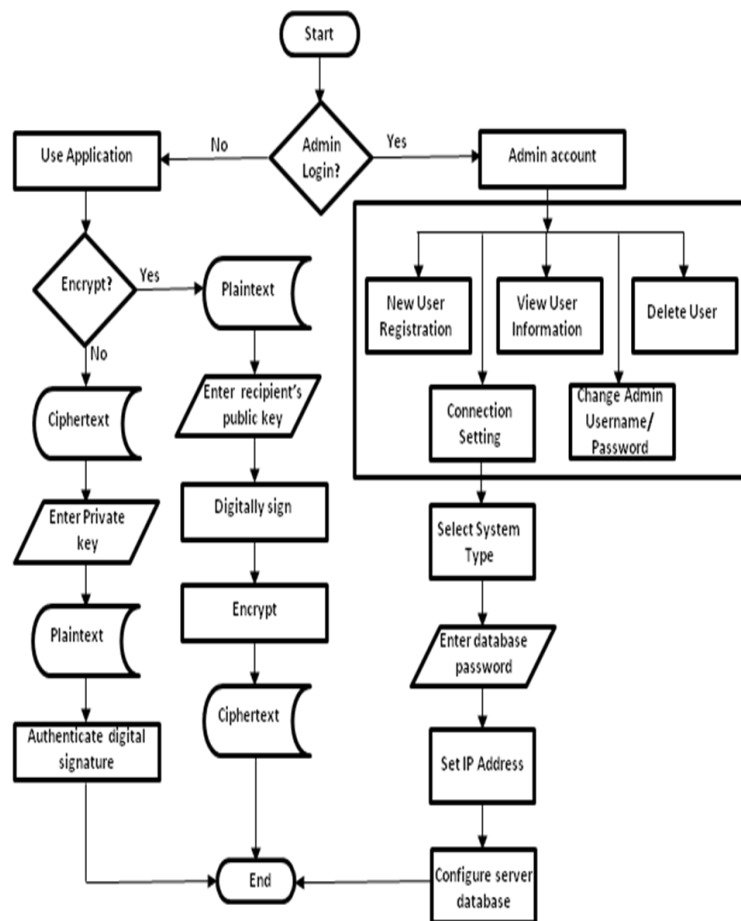 Start
Admin
Login?
No
Yes
Use Application
Admin account
Encrypt?
Yes
No
Plaintext
Enter recipient's
public key
Digitally sign
Encrypt
Ciphertext
Ciphertext
Enter Private
key
Plaintext
Authenticate digital
signature
New User
Registration
View User
Information
Delete User
Connection
Setting
Change Admin
Username/
Password
Select System
Type
Enter database
password
Set IP Address
Configure server
database
End